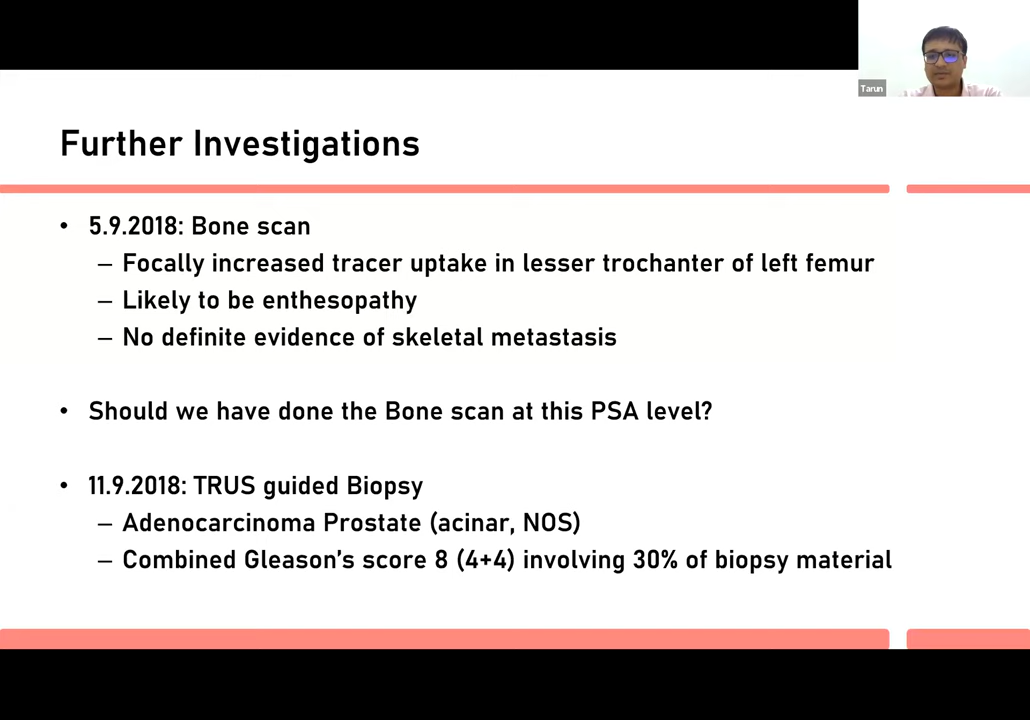 Tarun
Further Investigations
• 5.9.2018: Bone scan
– Focally increased tracer uptake in lesser trochanter of left femur
– Likely to be enthesopathy
– No definite evidence of skeletal metastasis
• Should we have done the Bone scan at this PSA level?
• 11.9.2018: TRUS guided Biopsy
– Adenocarcinoma Prostate (acinar, NOS)
– Combined Gleason's score 8 (4+4) involving 30% of biopsy material